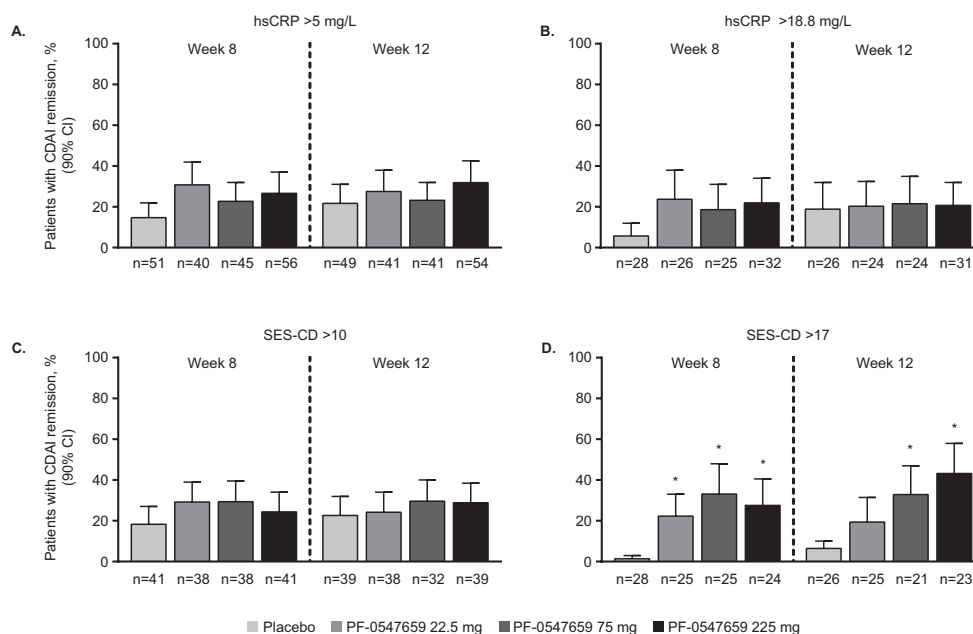 hsCRP >5 mg/L
A.
Patients with CDAI remission, %
(90% CI)
100
80
60
40
20
0
Week 8
Week 12
n=51 n=40 n=45 n=56 n=49 n=41 n=41 n=54
hsCRP >18.8 mg/L
B.
100
80
60
40
20
0
Week 8
Week 12
n=28 n=26 n=25 n=32 n=26 n=24 n=24 n=31
SES-CD >10
C.
Patients with CDAI remission, %
(90% CI)
100
80
60
40
20
0
Week 8
Week 12
n=41 n=38 n=38 n=41 n=39 n=38 n=32 n=39
SES-CD >17
D.
100
80
60
40
20
0
Week 8
Week 12
* * * * *
n=28 n=25 n=25 n=24 n=26 n=25 n=21 n=23
Placebo PF-0547659 22.5 mg PF-0547659 75 mg PF-0547659 225 mg